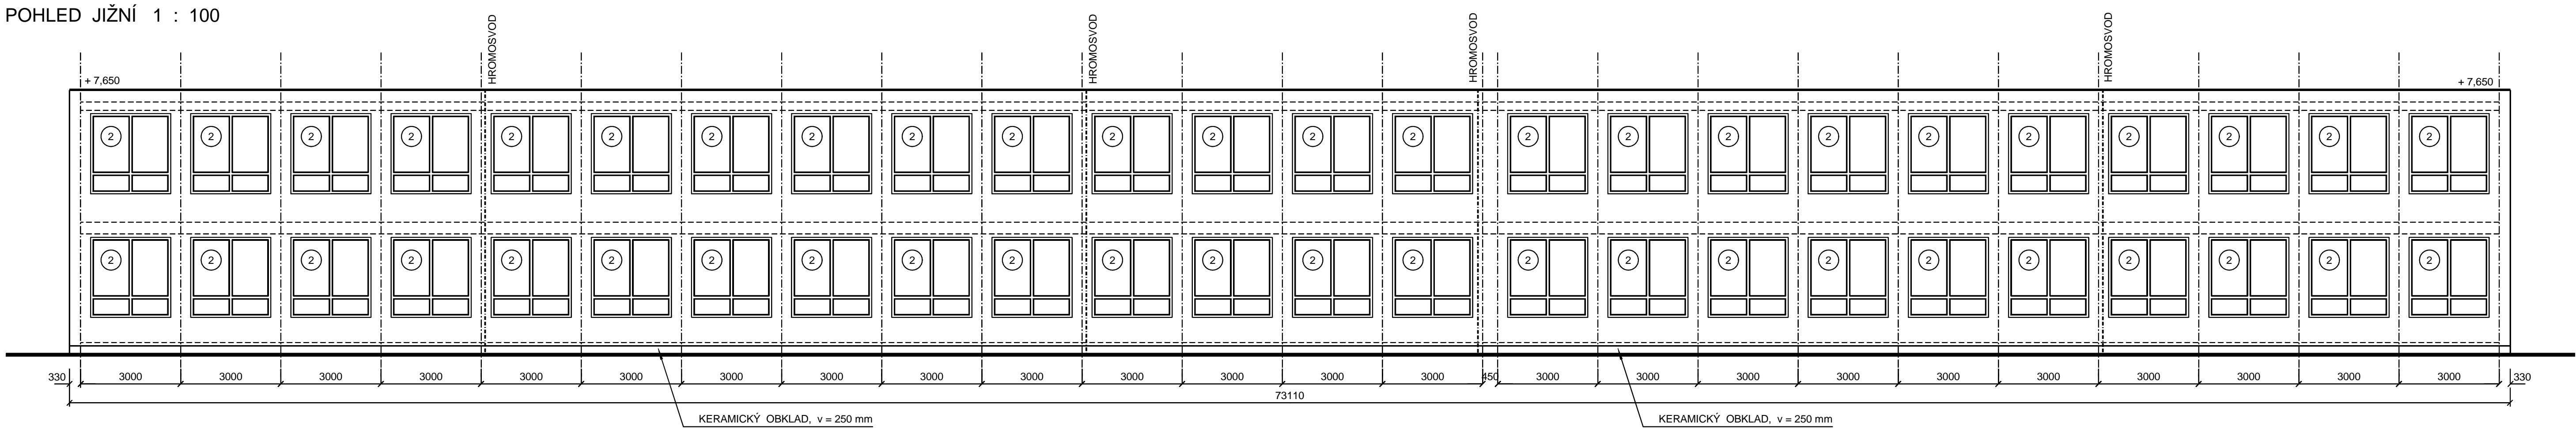 POHLED JIŽNÍ 1 : 100
HROMOSVOD HROMOSVOD HROMOSVOD HROMOSVOD
+ 7,650 + 7,650
2 2 2 2 2 2 2 2 2 2 2 2 2 2 2 2 2 2 2 2 2 2 2 2
2 2 2 2 2 2 2 2 2 2 2 2 2 2 2 2 2 2 2 2 2 2 2 2
330 3000 3000 3000 3000 3000 3000 3000 3000 3000 3000 3000 3000 3000 3000 450 3000 3000 3000 3000 3000 3000 3000 3000 3000 3000 330
73110
KERAMICKÝ OBKLAD, v = 250 mm KERAMICKÝ OBKLAD, v = 250 mm